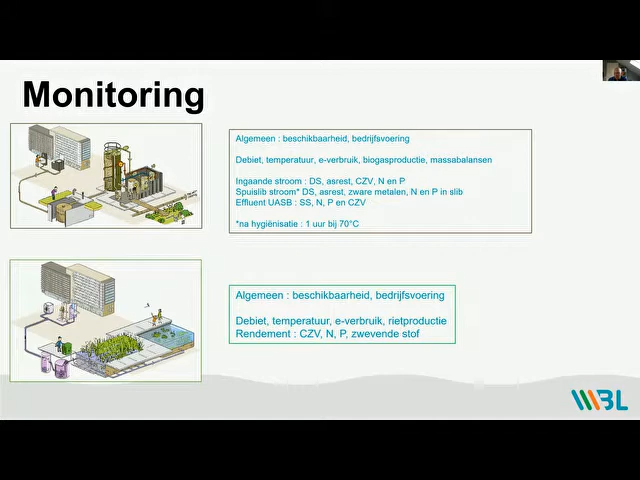 Monitoring
Algemeen : beschikbaarheid, bedrijfsvoering
Debiet, temperatuur, e-verbruik, biogasproductie, massabalansen
Ingaande stroom : DS, asrest, CZV, N en P
Spuislib stroom* DS, asrest, zware metalen, N en P in slib
Effluent UASB : SS, N, P en CZV
*na hygiënisatie : 1 uur bij 70°C
Algemeen : beschikbaarheid, bedrijfsvoering
Debiet, temperatuur, e-verbruik, rietproductie
Rendement : CZV, N, P, zwevende stof
WBL